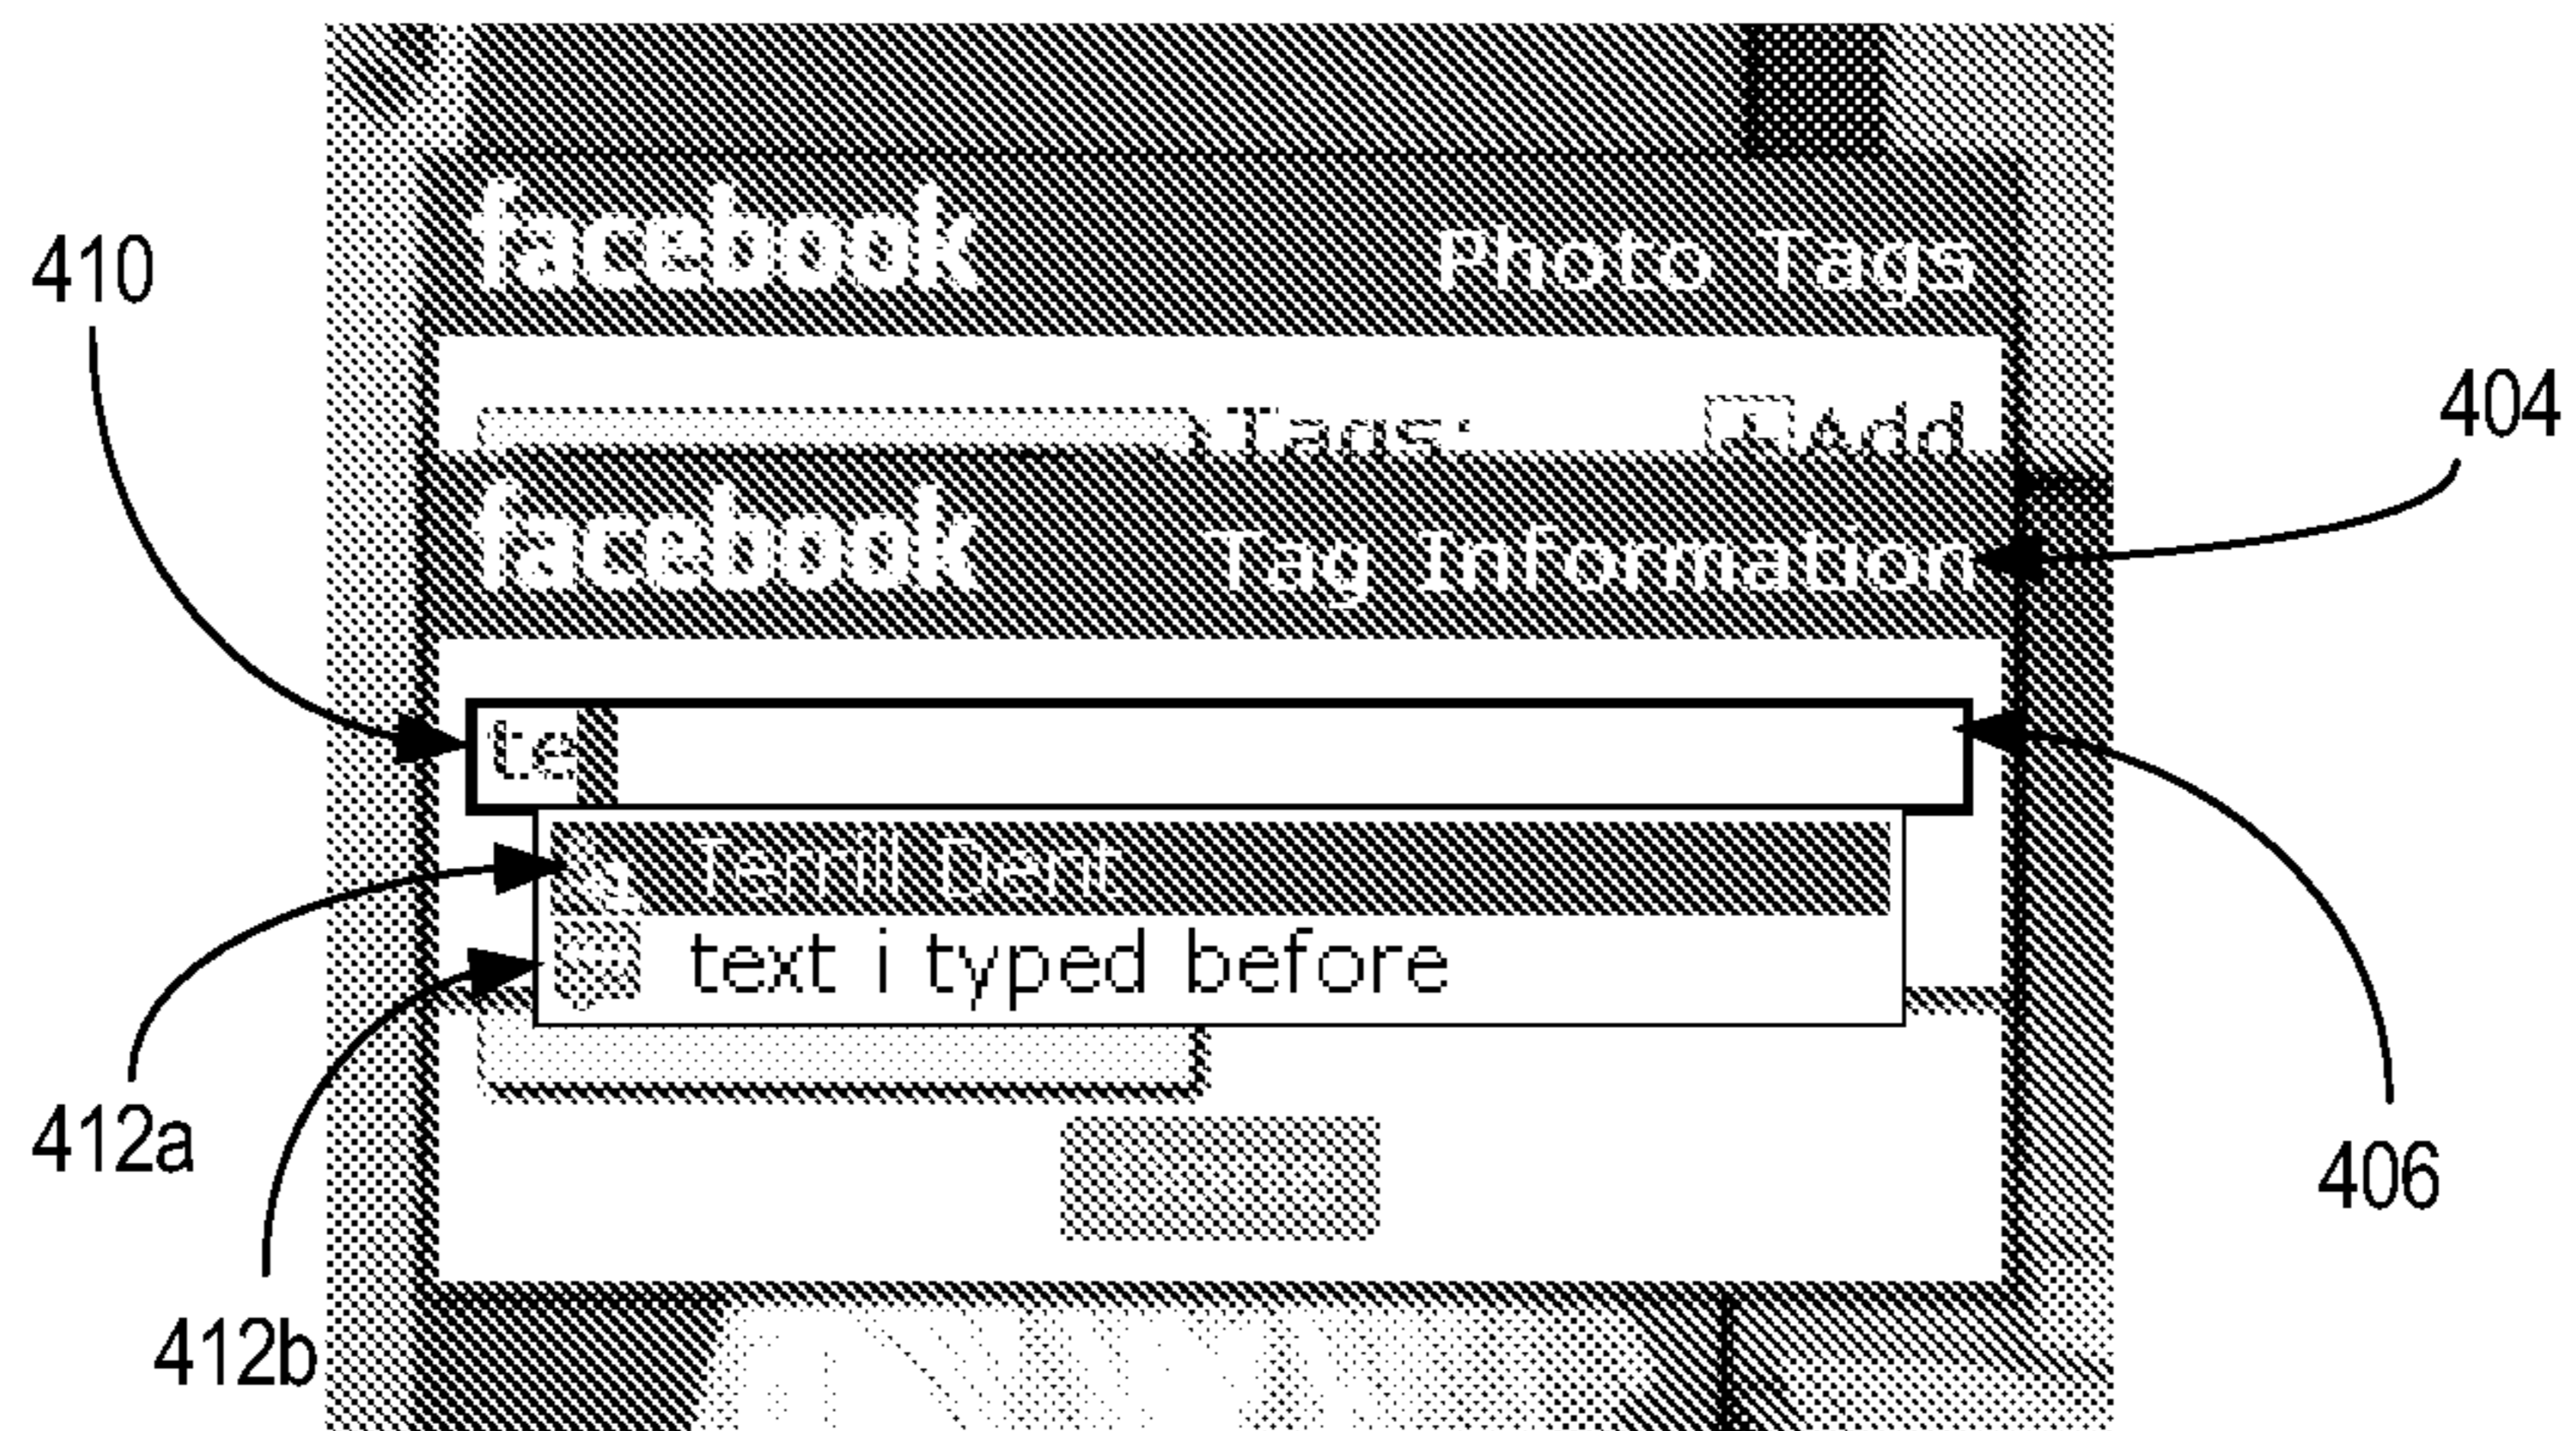 facebook Photo Tags
410
404
Tags: Add
facebook Tag Information
te
Terrill Dent
text i typed before
412a
406
412b